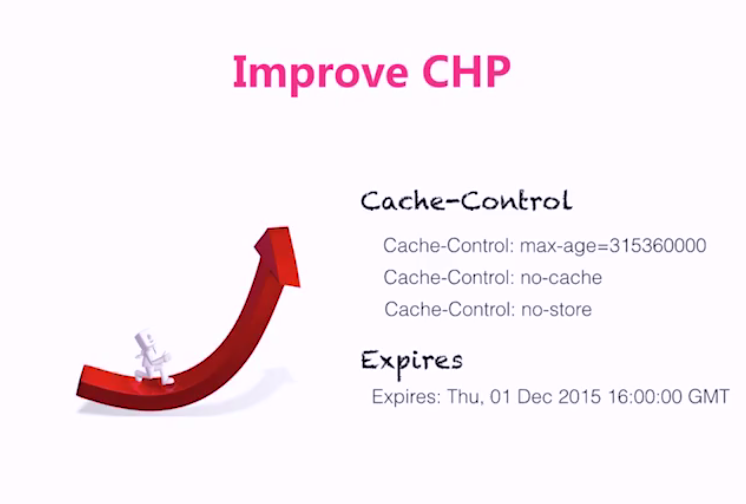 Improve CHP
Cache-Control
Cache-Control: max-age=315360000
Cache-Control: no-cache
Cache-Control: no-store
Expires
Expires: Thu, 01 Dec 2015 16:00:00 GMT